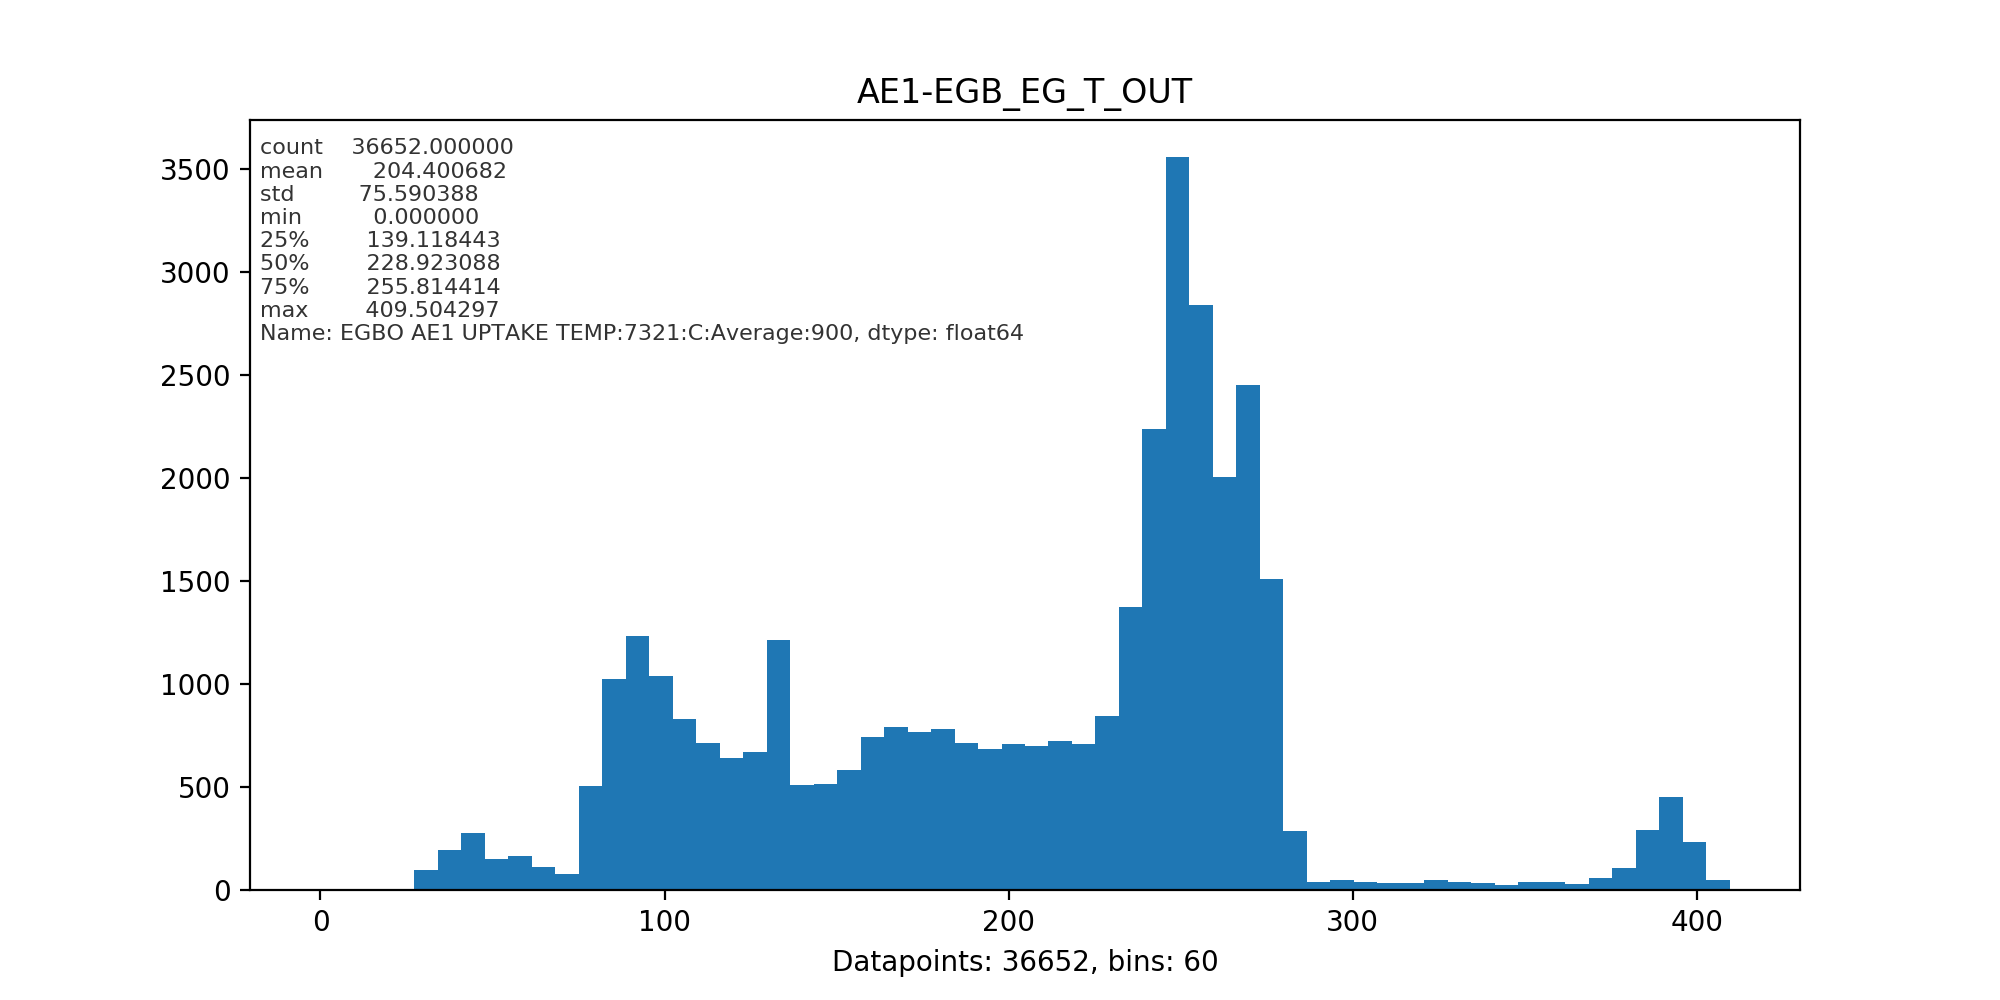 AE1-EGB_EG_T_OUT
count 36652.000000
mean 204.400682
std 75.590388
min 0.000000
25% 139.118443
50% 228.923088
75% 255.814414
max 409.504297
Name: EGBO AE1 UPTAKE TEMP:7321:C:Average:900, dtype: float64
3500
3000
2500
2000
1500
1000
500
0
0 100 200 300 400
Datapoints: 36652, bins: 60